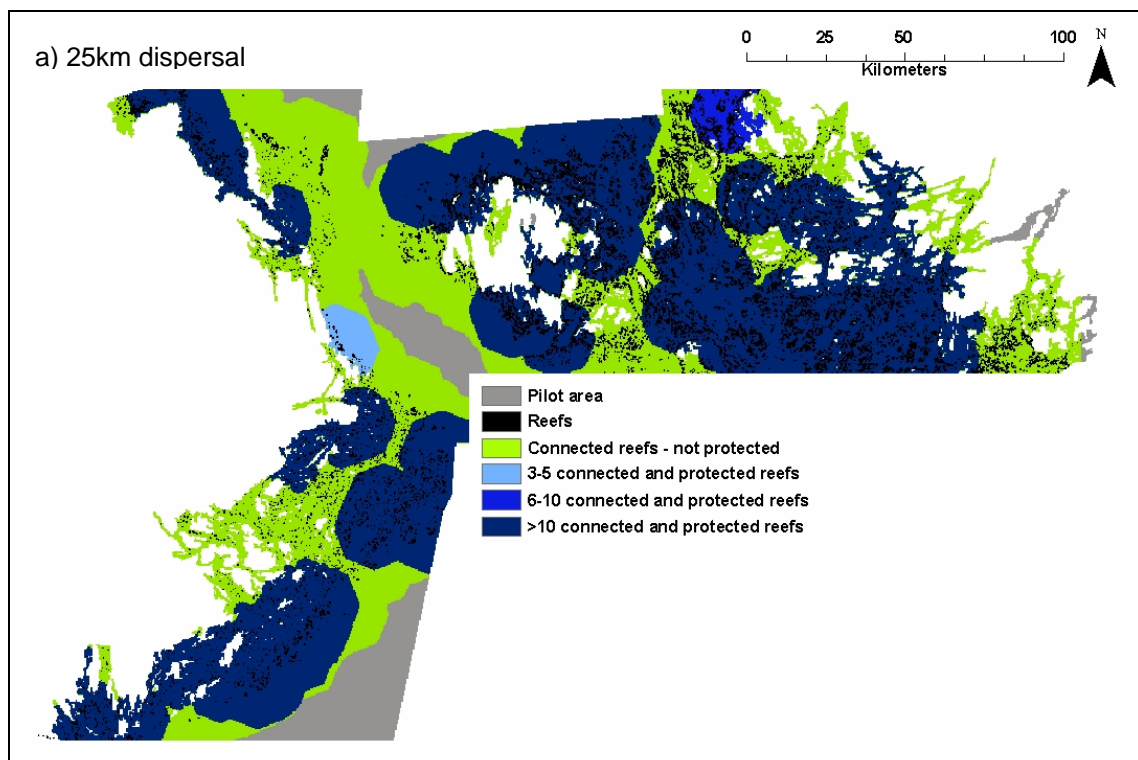 a) 25km dispersal
0 25 50 100
Kilometers
N
Pilot area
Reefs
Connected reefs - not protected
3-5 connected and protected reefs
6-10 connected and protected reefs
>10 connected and protected reefs